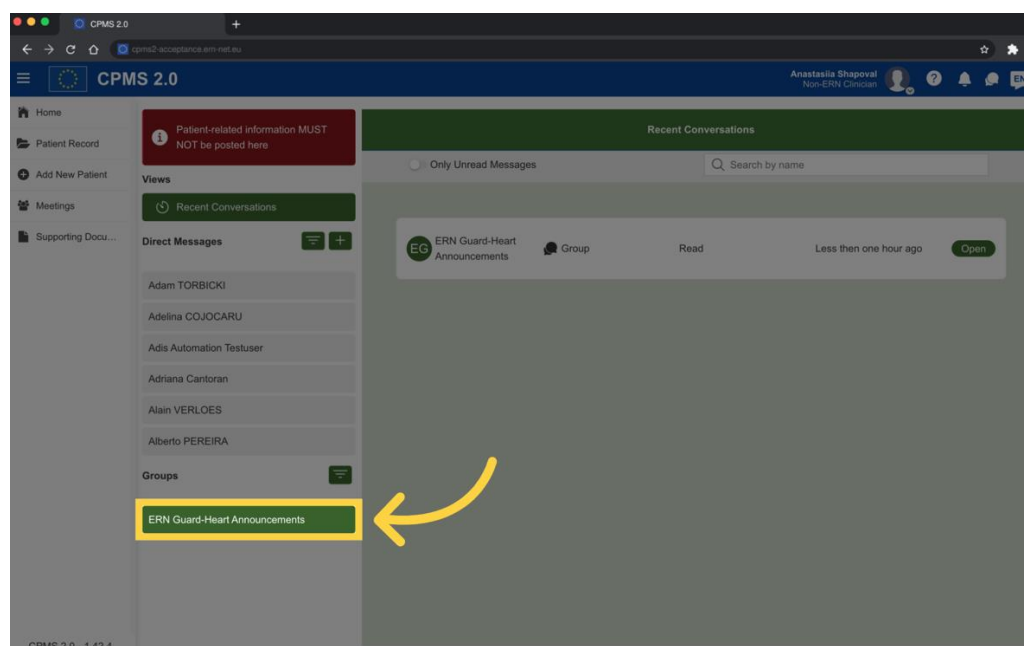 CPMS 2.0
cpms2-acceptance.ern-net.eu
CPMS 2.0
Anastasiia Shapoval
Non-ERN Clinician
EN
Home
Patient Record
Add New Patient
Meetings
Supporting Docu...
Patient-related information MUST
NOT be posted here
Views
Recent Conversations
Direct Messages
Adam TORBICKI
Adelina COJOCARU
Adis Automation Testuser
Adriana Cantoran
Alain VERLOES
Alberto PEREIRA
Groups
ERN Guard-Heart Announcements
Recent Conversations
Only Unread Messages
Search by name
EG
ERN Guard-Heart
Announcements
Group
Read
Less then one hour ago
Open